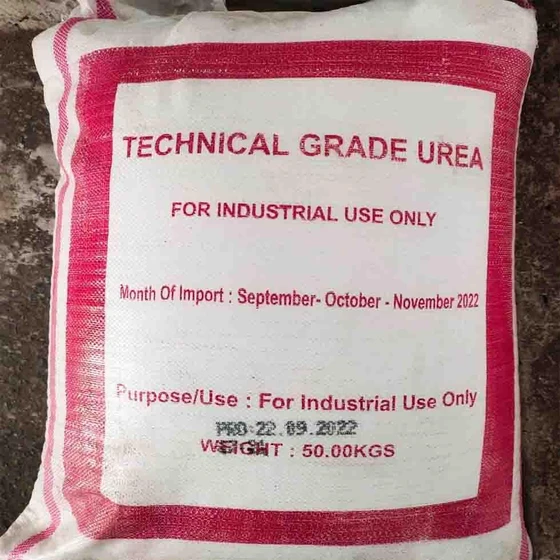 TECHNICAL GRADE UREA
FOR INDUSTRIAL USE ONLY
Month Of Import : September- October - November 2022
Purpose/Use : For Industrial Use Only
PRO:22.09.2022
WEIGHT : 50.00KGS